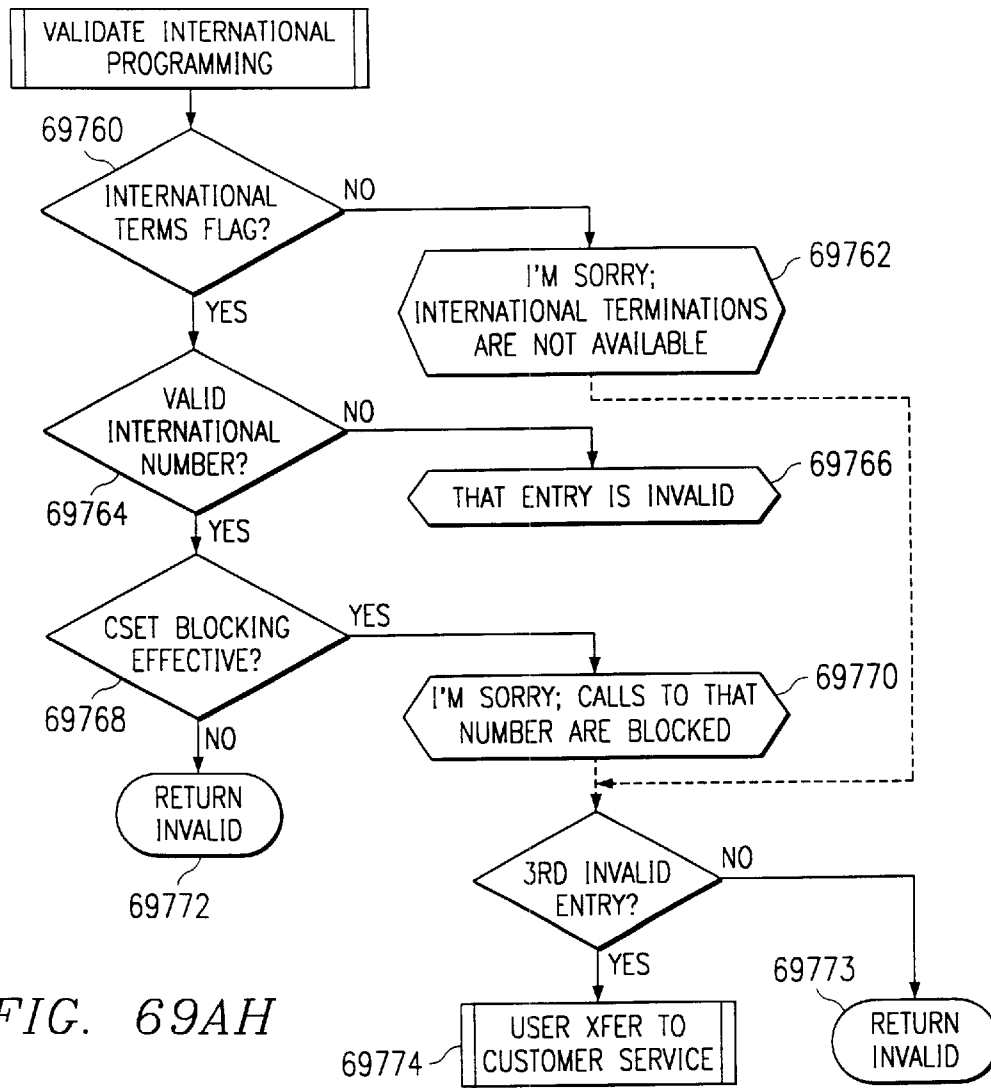 VALIDATE INTERNATIONAL
PROGRAMMING
69760
INTERNATIONAL
TERMS FLAG?
NO
YES
I'M SORRY;
INTERNATIONAL TERMINATIONS
ARE NOT AVAILABLE
69762
VALID
INTERNATIONAL
NUMBER?
NO
69764
YES
THAT ENTRY IS INVALID
69766
CSET BLOCKING
EFFECTIVE?
YES
69768
NO
I'M SORRY; CALLS TO THAT
NUMBER ARE BLOCKED
69770
RETURN
INVALID
69772
3RD INVALID
ENTRY?
NO
YES
69773
USER XFER TO
CUSTOMER SERVICE
69774
RETURN
INVALID
FIG. 69AH